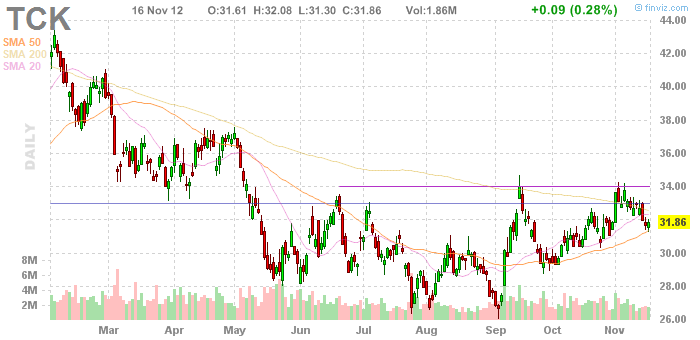 TCK 16 Nov 12 O:31.61 H:32.08 L:31.30 C:31.86 Vol:1.86M +0.09 (0.28%) © finviz.com
SMA 50
SMA 200
SMA 20
DAILY
44.00
42.00
40.00
38.00
36.00
34.00
32.00
31.86
30.00
28.00
26.00
8M
6M
4M
2M
Mar Apr May Jun Jul Aug Sep Oct Nov